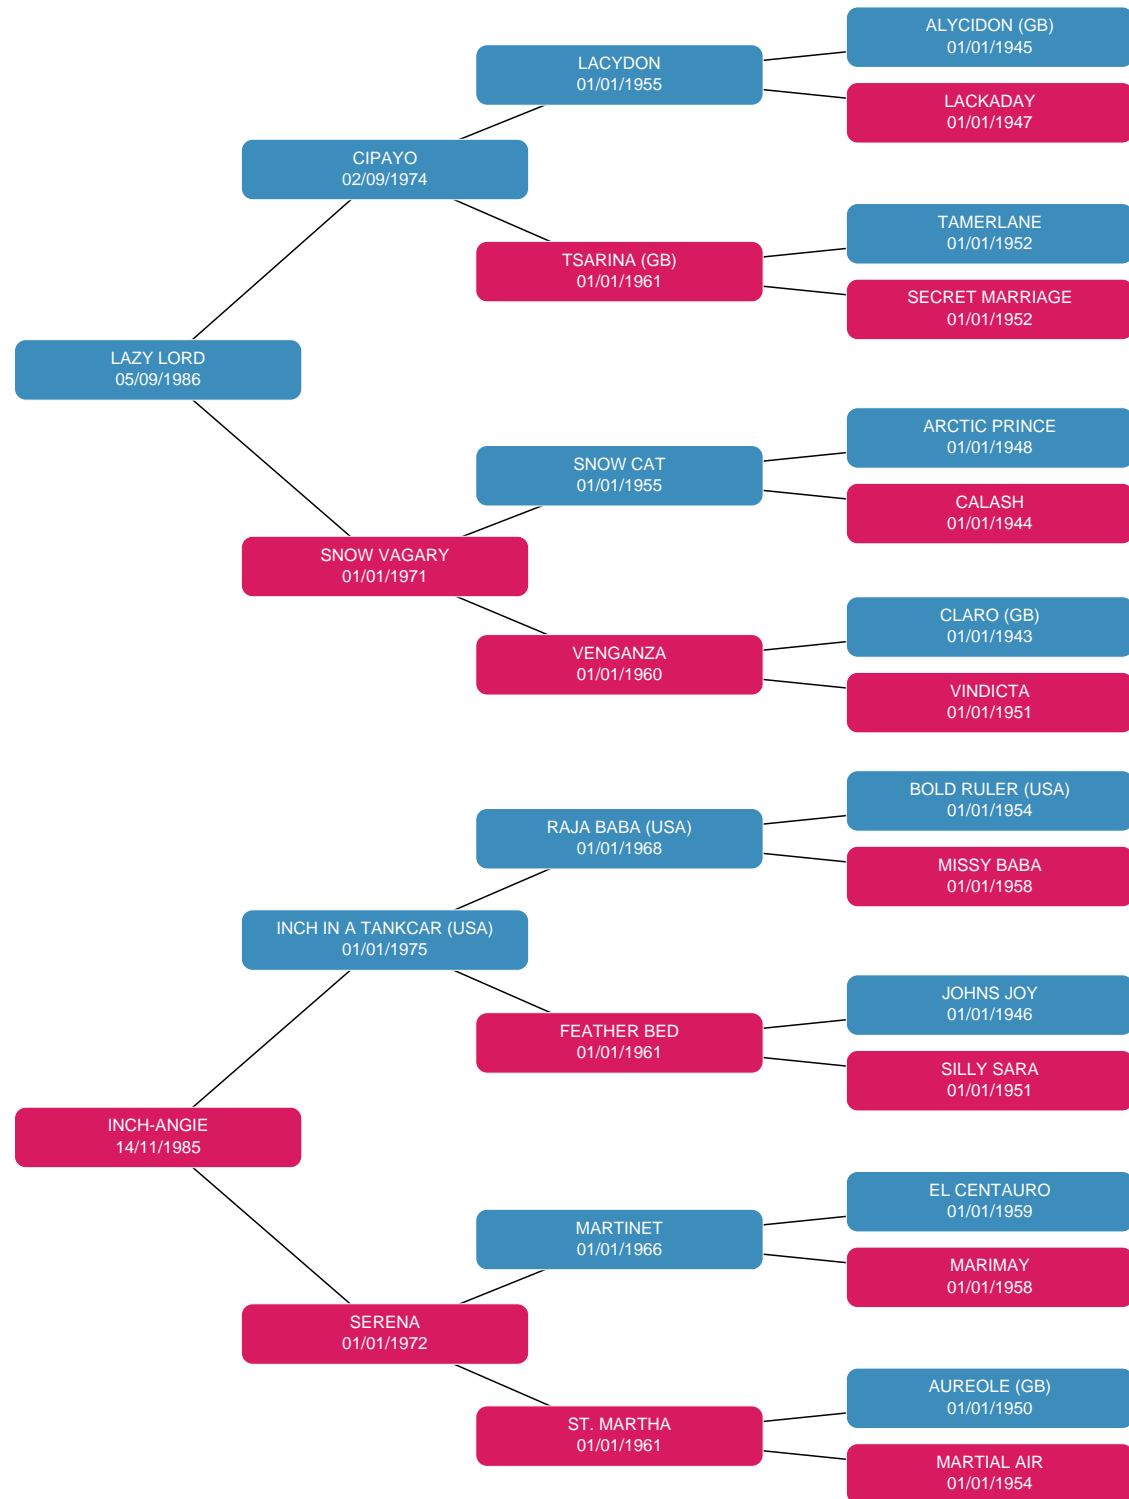 ALYCIDON (GB)
01/01/1945
LACYDON
01/01/1955
LACKADAY
01/01/1947
CIPAYO
02/09/1974
TAMERLANE
01/01/1952
TSARINA (GB)
01/01/1961
SECRET MARRIAGE
01/01/1952
LAZY LORD
05/09/1986
ARCTIC PRINCE
01/01/1948
SNOW CAT
01/01/1955
CALASH
01/01/1944
SNOW VAGARY
01/01/1971
CLARO (GB)
01/01/1943
VENGANZA
01/01/1960
VINDICTA
01/01/1951
BOLD RULER (USA)
01/01/1954
RAJA BABA (USA)
01/01/1968
MISSY BABA
01/01/1958
INCH IN A TANKCAR (USA)
01/01/1975
JOHNS JOY
01/01/1946
FEATHER BED
01/01/1961
SILLY SARA
01/01/1951
INCH-ANGIE
14/11/1985
EL CENTAURO
01/01/1959
MARTINET
01/01/1966
MARIMAY
01/01/1958
SERENA
01/01/1972
AUREOLE (GB)
01/01/1950
ST. MARTHA
01/01/1961
MARTIAL AIR
01/01/1954